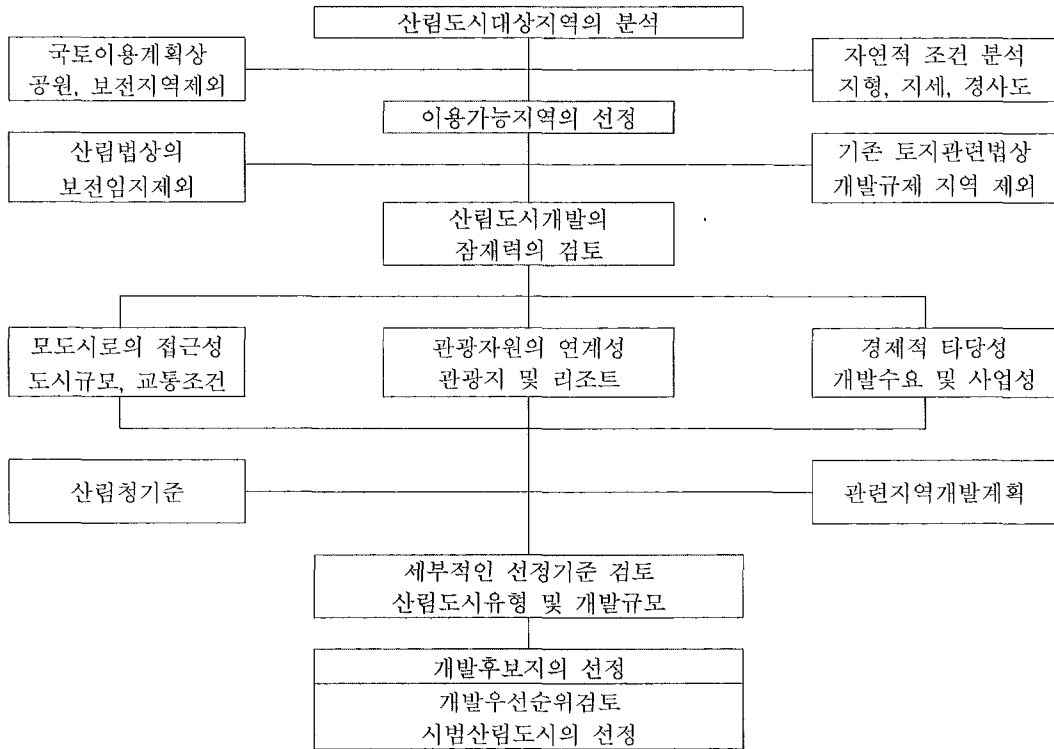 산림도시대상지역의 분석
국토이용계획상
공원, 보전지역제외
자연적 조건 분석
지형, 지세, 경사도
이용가능지역의 선정
산림법상의
보전임지제외
기존 토지관련법상
개발규제 지역 제외
산림도시개발의
잠재력의 검토
모도시로의 접근성
도시규모, 교통조건
관광자원의 연계성
관광지 및 리조트
경제적 타당성
개발수요 및 사업성
산림청기준
관련지역개발계획
세부적인 선정기준 검토
산림도시유형 및 개발규모
개발후보지의 선정
개발우선순위검토
시범산림도시의 선정